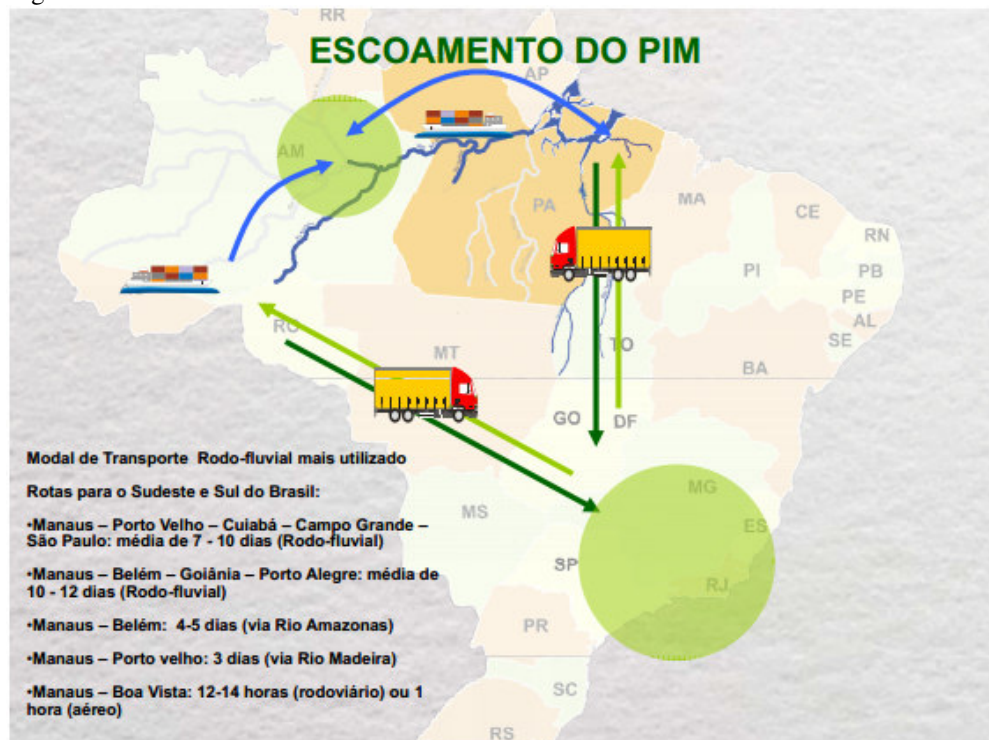 RR
ESCOAMENTO DO PIM
AP
AM
PA
MA
CE
RN
PB
PI
PE
AL
SE
RO
TO
MT
BA
GO
DF
Modal de Transporte Rodo-fluvial mais utilizado
Rotas para o Sudeste e Sul do Brasil:
•Manaus – Porto Velho – Cuiabá – Campo Grande –
São Paulo: média de 7 - 10 dias (Rodo-fluvial)
•Manaus – Belém – Goiânia – Porto Alegre: média de
10 - 12 dias (Rodo-fluvial)
•Manaus – Belém: 4-5 dias (via Rio Amazonas)
•Manaus – Porto velho: 3 dias (via Rio Madeira)
•Manaus – Boa Vista: 12-14 horas (rodoviário) ou 1
hora (aéreo)
MG
MS
ES
SP
RJ
PR
SC
RS